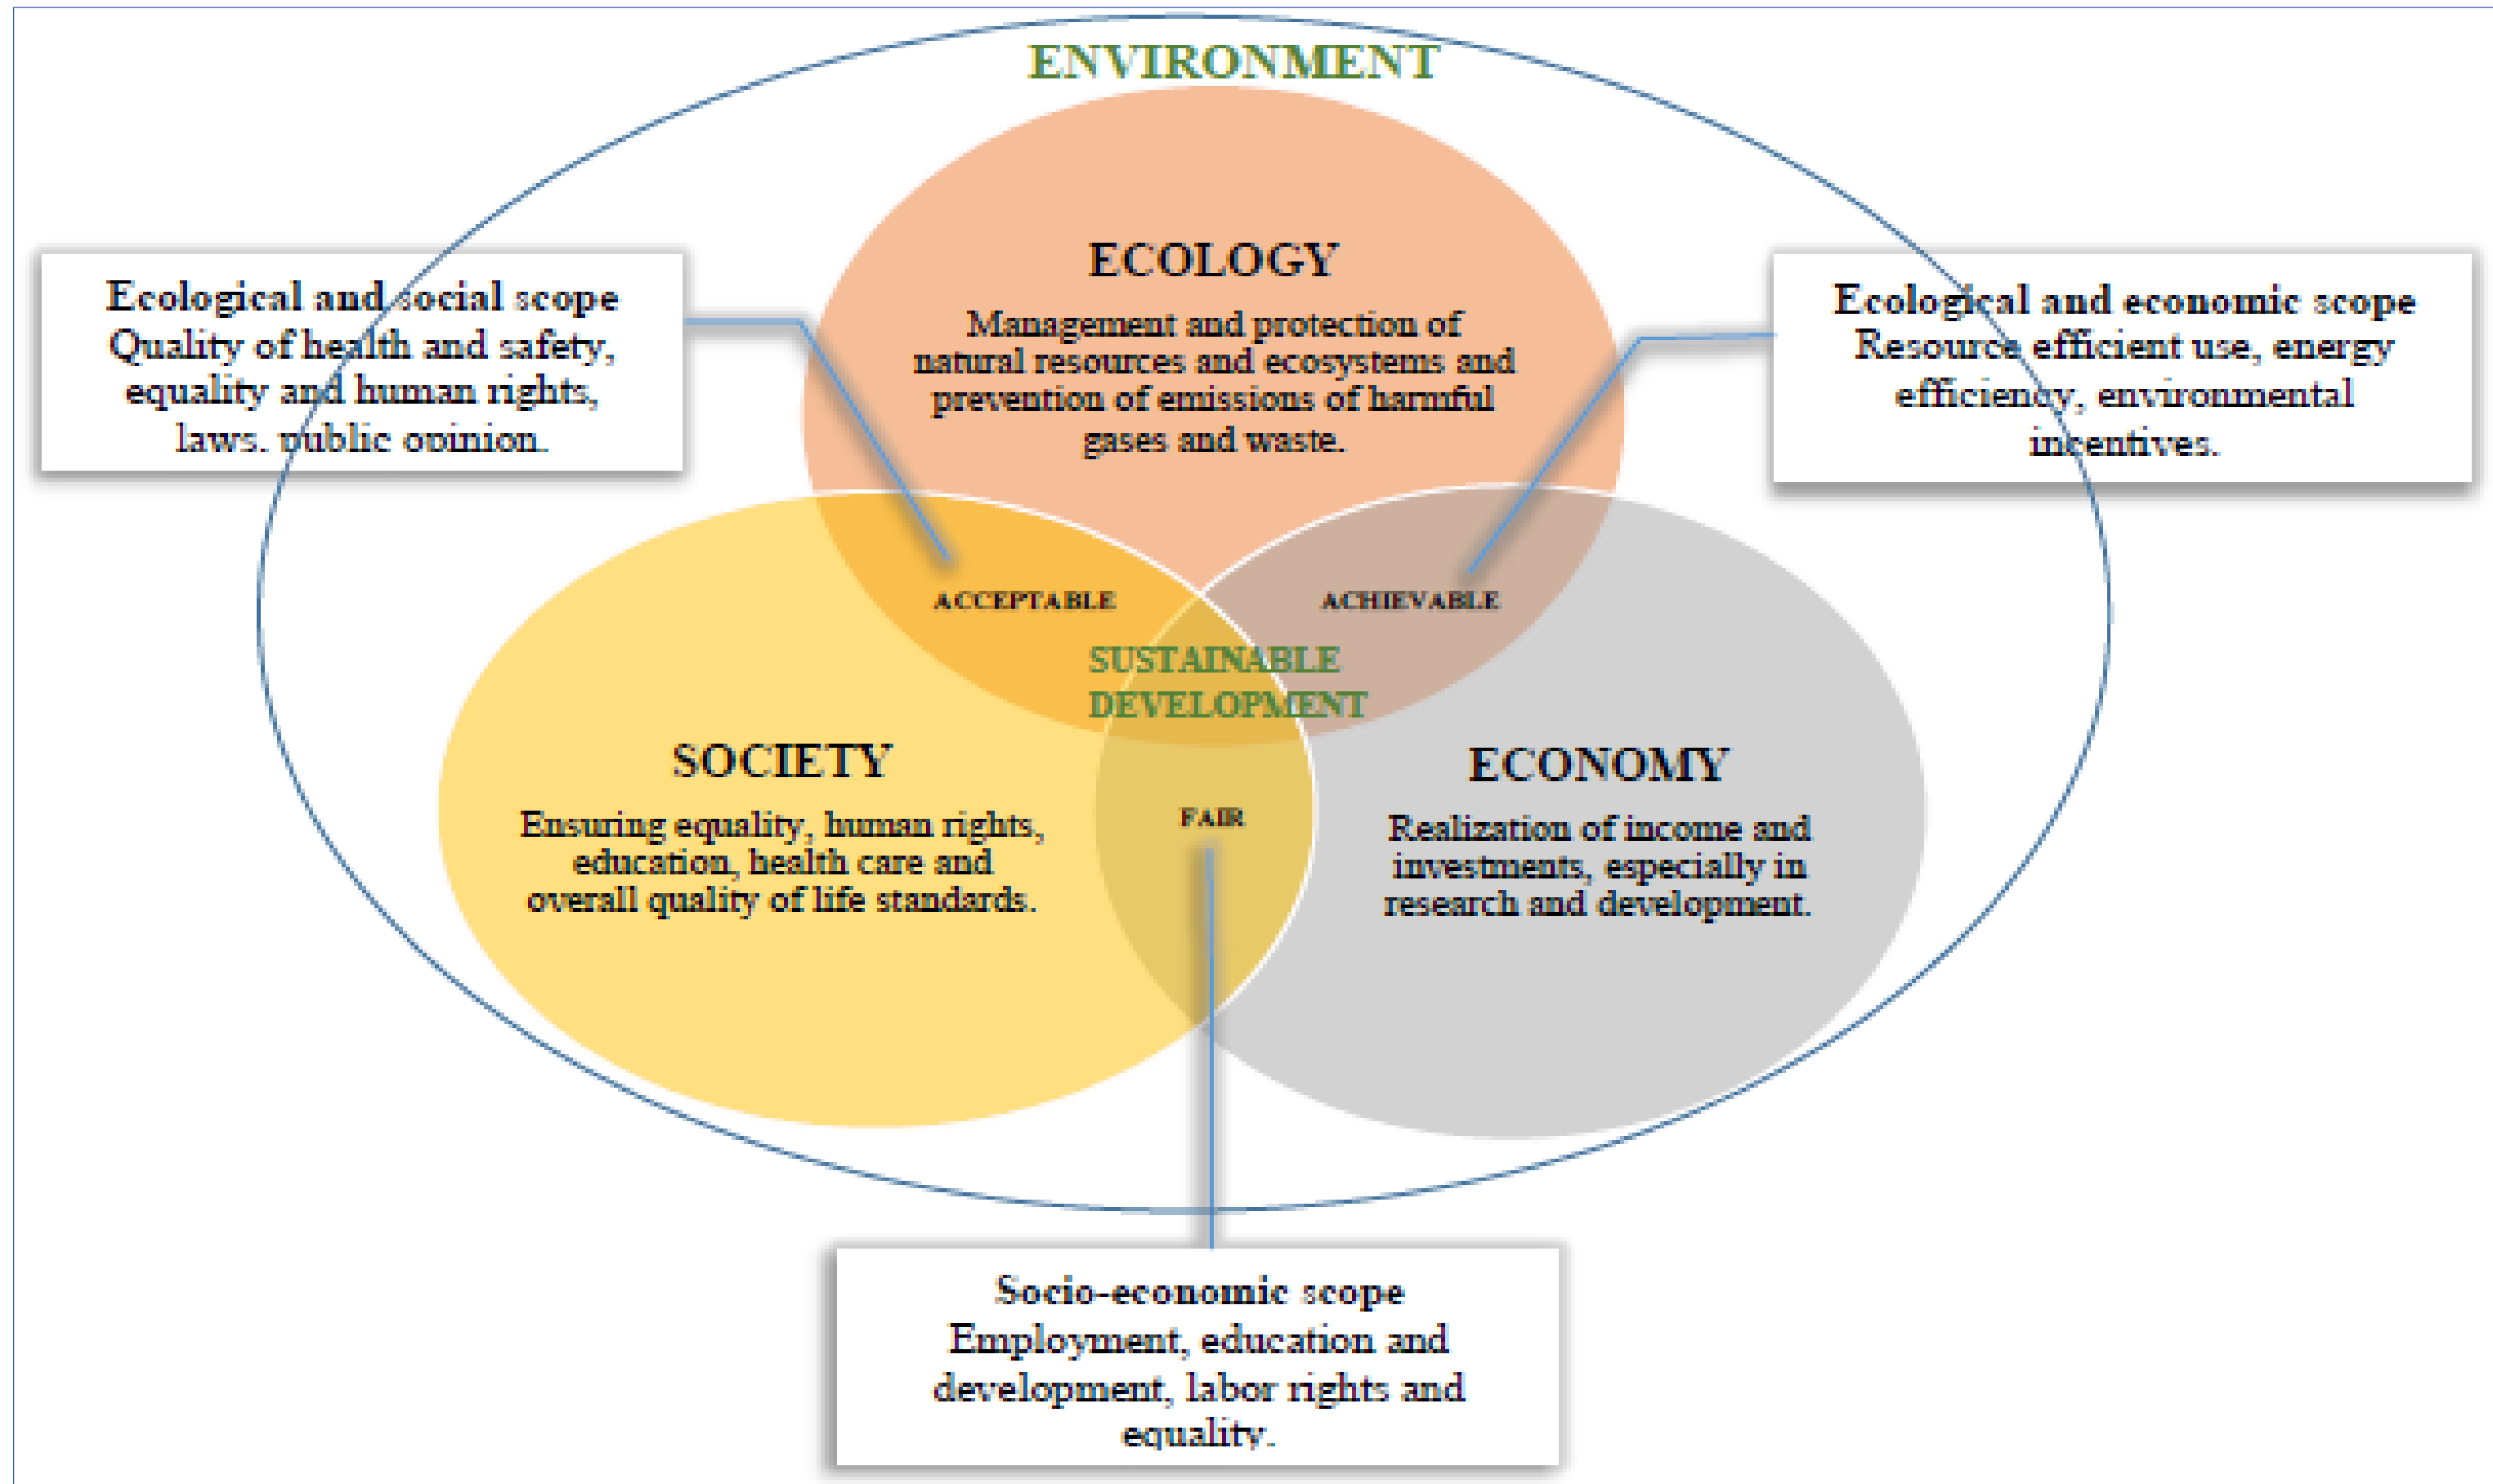 ENVIRONMENT
ECOLOGY
Management and protection of
natural resources and ecosystems and
prevention of emissions of harmful
gases and waste.
Ecological and social scope
Quality of health and safety,
equality and human rights,
laws. public opinion.
Ecological and economic scope
Resource efficient use, energy
efficiency, environmental
incentives.
ACCEPTABLE
ACHIEVABLE
SUSTAINABLE
DEVELOPMENT
SOCIETY
Ensuring equality, human rights,
education, health care and
overall quality of life standards.
FAIR
ECONOMY
Realization of income and
investments, especially in
research and development.
Socio-economic scope
Employment, education and
development, labor rights and
equality.